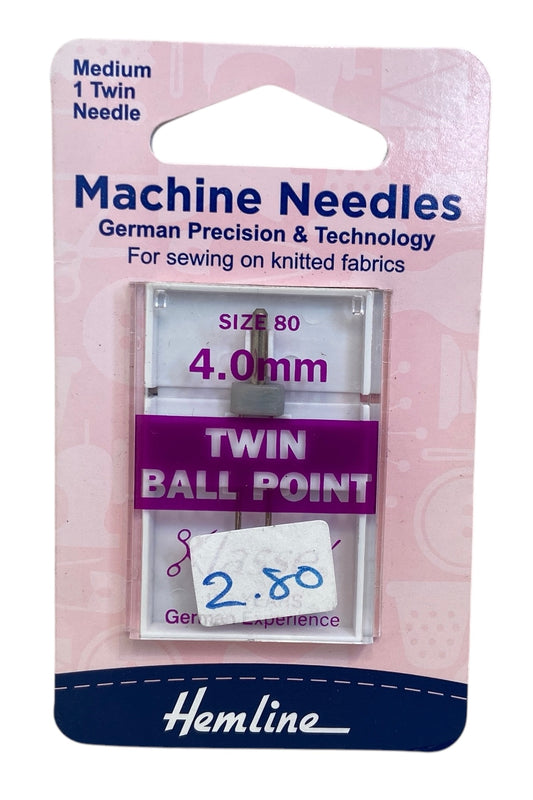 Medium
1 Twin
Needle
Machine Needles
German Precision & Technology
For sewing on knitted fabrics
SIZE 80
4.0mm
TWIN
BALL POINT
2.80
German Experience
Hemline